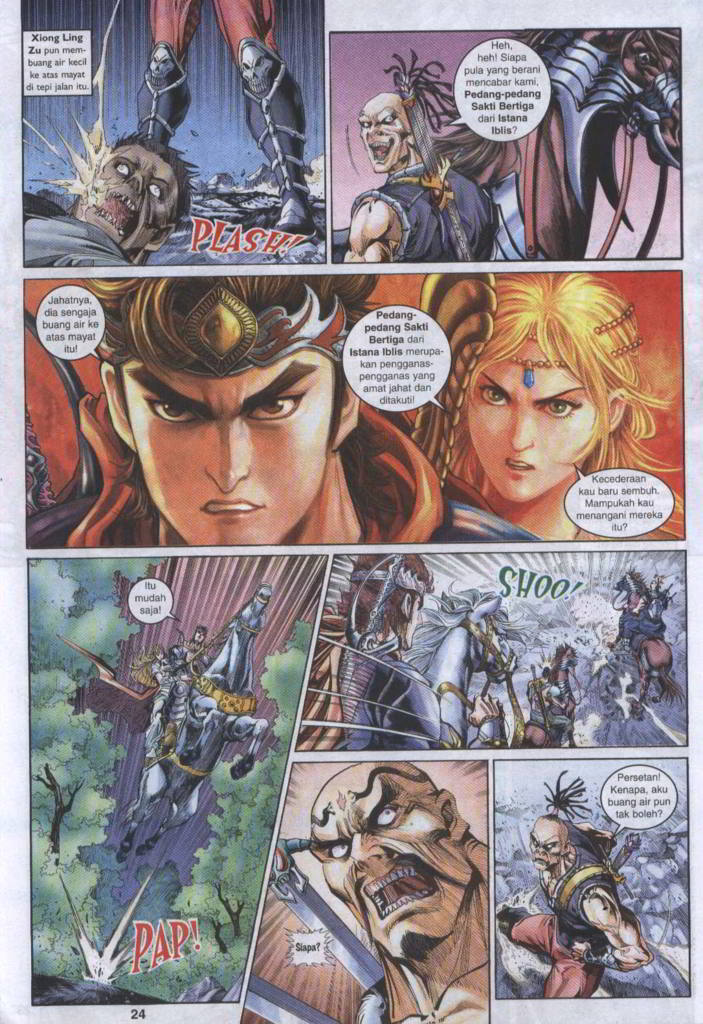 Xiong Ling
Zu pun mem-
buang air kecil
ke atas mayat
di tepi jalan itu.
PLASH!
Heh,
heh! Siapa
pula yang berani
mencabar kami,
Pedang-pedang
Sakti Bertiga
dari Istana
Iblis?
Jahatnya,
dia sengaja
buang air ke
atas mayat
itu!
Pedang-
pedang Sakti
Bertiga dari
Istana Iblis merupa-
kan pengganas-
pengganas yang
amat jahat dan
ditakuti!
Kecederaan
kau baru sembuh.
Mampukah kau
menangani mereka
itu?
Itu
mudah
saja!
PAP!
SHOO!
Siapa?
Persetan!
Kenapa, aku
buang air pun
tak boleh?
24